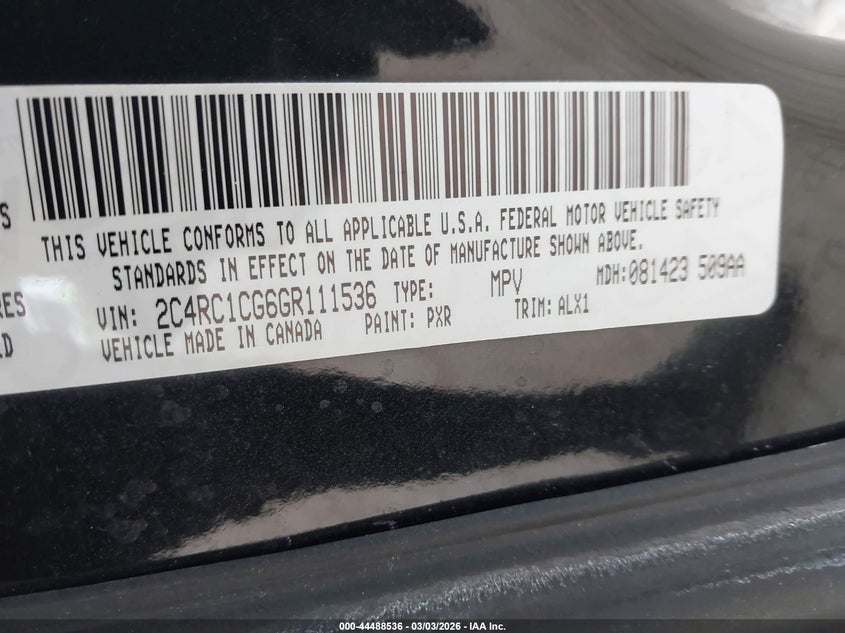 THIS VEHICLE CONFORMS TO ALL APPLICABLE U.S.A. FEDERAL MOTOR VEHICLE SAFETY
STANDARDS IN EFFECT ON THE DATE OF MANUFACTURE SHOWN ABOVE.
S
RES
VIN: 2C4RC1CG6GR111536 TYPE: MPV MDH:081423 509AA
LD
VEHICLE MADE IN CANADA PAINT: PXR TRIM: ALX1
000-44488536 - 03/03/2026 - IAA Inc.